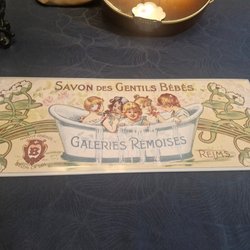 SAVON DES GENTILS BÉBÉS
GALERIES RÉMOISES
B
REIMS